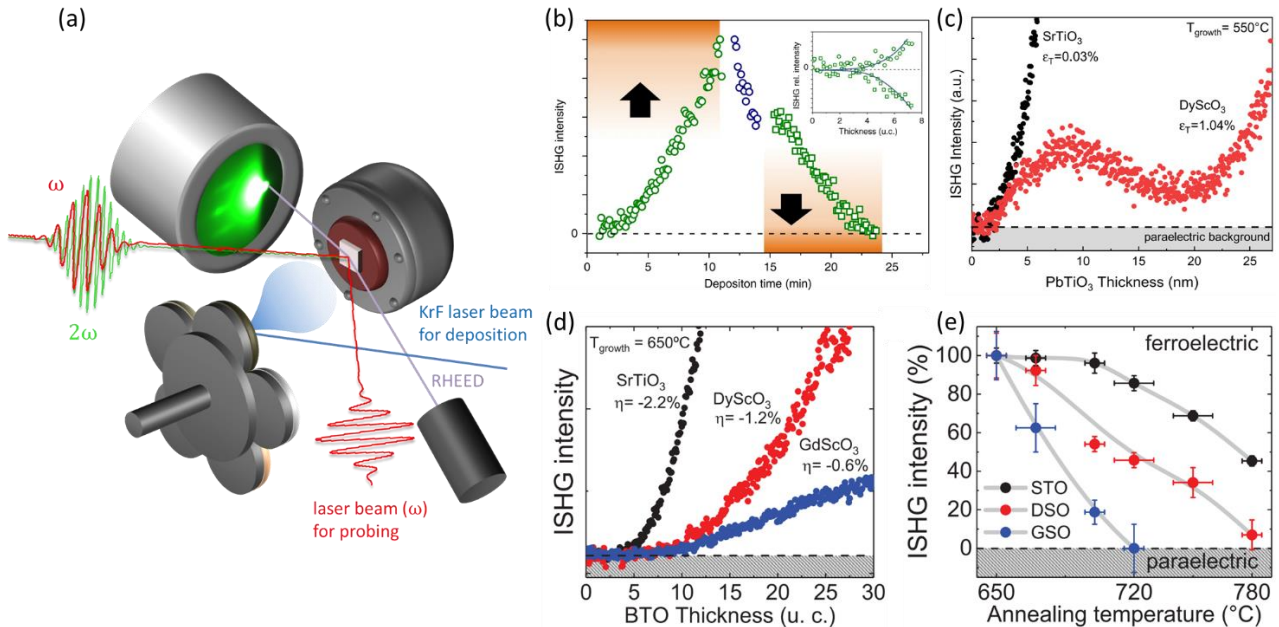 (a)
ω
2ω
KrF laser beam
for deposition
RHEED
laser beam (ω)
for probing
(b)
ISHG intensity
0
0 5 10 15 20 25
Depositon time (min)
ISHG rel. intensity
0
0 2 4 6 8
Thickness (u.c.)
(c)
T growth = 550°C
SrTiO3
εT=0.03%
DyScO3
εT=1.04%
ISHG Intensity (a.u.)
paraelectric background
0 5 10 15 20 25
PbTiO3 Thickness (nm)
(d)
Tgrowth = 650ºC
SrTiO3
η= -2.2%
DyScO3
η= -1.2%
GdScO3
η= -0.6%
ISHG intensity
0 5 10 15 20 25 30
BTO Thickness (u. c.)
(e)
ferroelectric
ISHG intensity (%)
100
80
60
40
20
0
STO
DSO
GSO
paraelectric
650 720 780
Annealing temperature (°C)